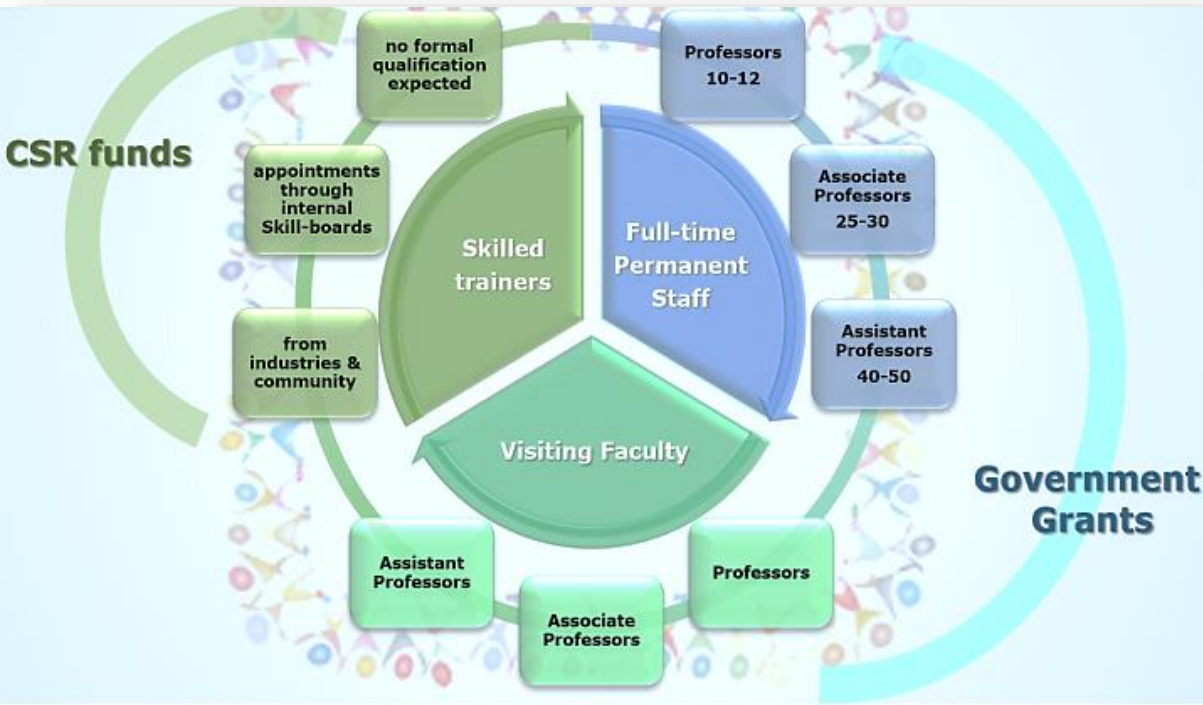 CSR funds
no formal
qualification
expected
appointments
through
internal
Skill-boards
from
industries &
community
Skilled
trainers
Full-time
Permanent
Staff
Visiting Faculty
Professors
10-12
Associate
Professors
25-30
Assistant
Professors
40-50
Government
Grants
Assistant
Professors
Associate
Professors
Professors